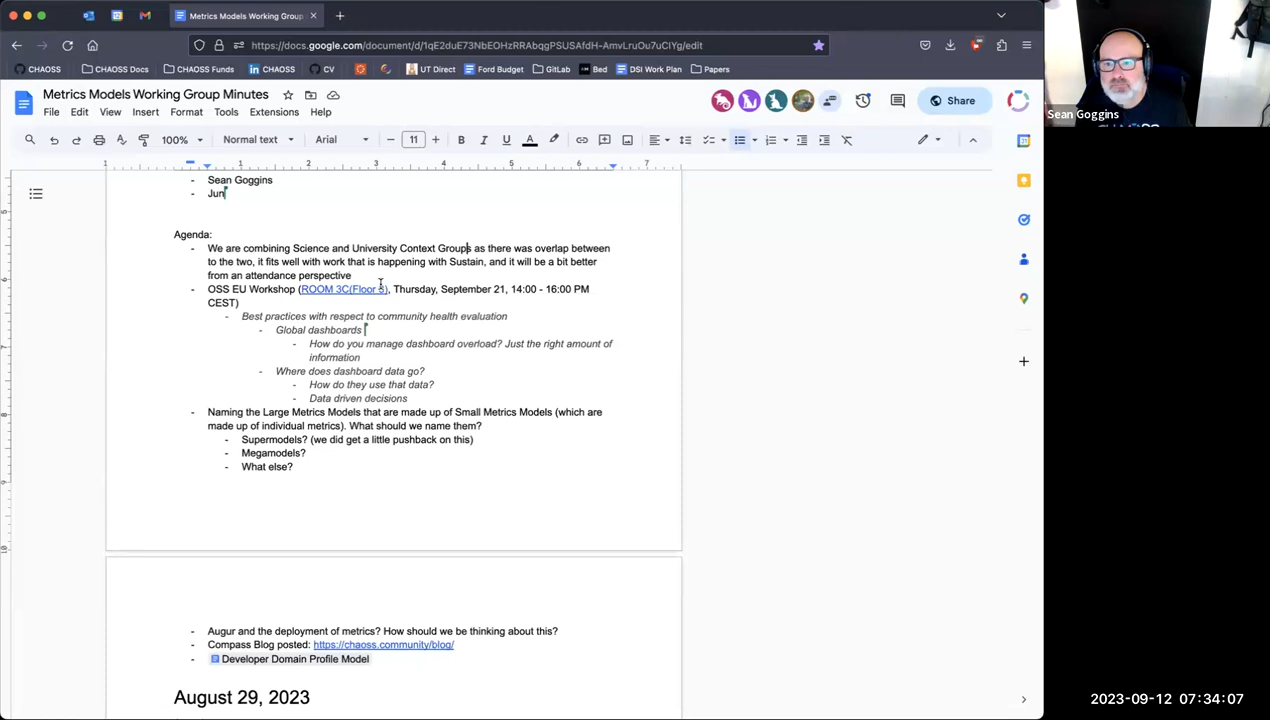 Metrics Models Working Group
https://docs.google.com/document/d/1qE2duE73NbEOHzRRAbqgPSUSAfdH-AmvLruOu7uCIYg/edit
CHAOSS CHAOSS Docs CHAOSS Funds CHAOSS CV UT Direct Ford Budget GitLab Bed DSI Work Plan Papers
Metrics Models Working Group Minutes
File Edit View Insert Format Tools Extensions Help
Share
100% Normal text Arial 11
1 1 2 3 4 5 6 7
- Sean Goggins
- Jun
Agenda:
- We are combining Science and University Context Groups as there was overlap between
to the two, it fits well with work that is happening with Sustain, and it will be a bit better
from an attendance perspective
- OSS EU Workshop (ROOM 3C(Floor 3), Thursday, September 21, 14:00 - 16:00 PM
CEST)
- Best practices with respect to community health evaluation
- Global dashboards
- How do you manage dashboard overload? Just the right amount of
information
- Where does dashboard data go?
- How do they use that data?
- Data driven decisions
- Naming the Large Metrics Models that are made up of Small Metrics Models (which are
made up of individual metrics). What should we name them?
- Supermodels? (we did get a little pushback on this)
- Megamodels?
- What else?
- Augur and the deployment of metrics? How should we be thinking about this?
- Compass Blog posted: https://chaoss.community/blog/
- Developer Domain Profile Model
August 29, 2023
Sean Goggins
2023-09-12 07:34:07